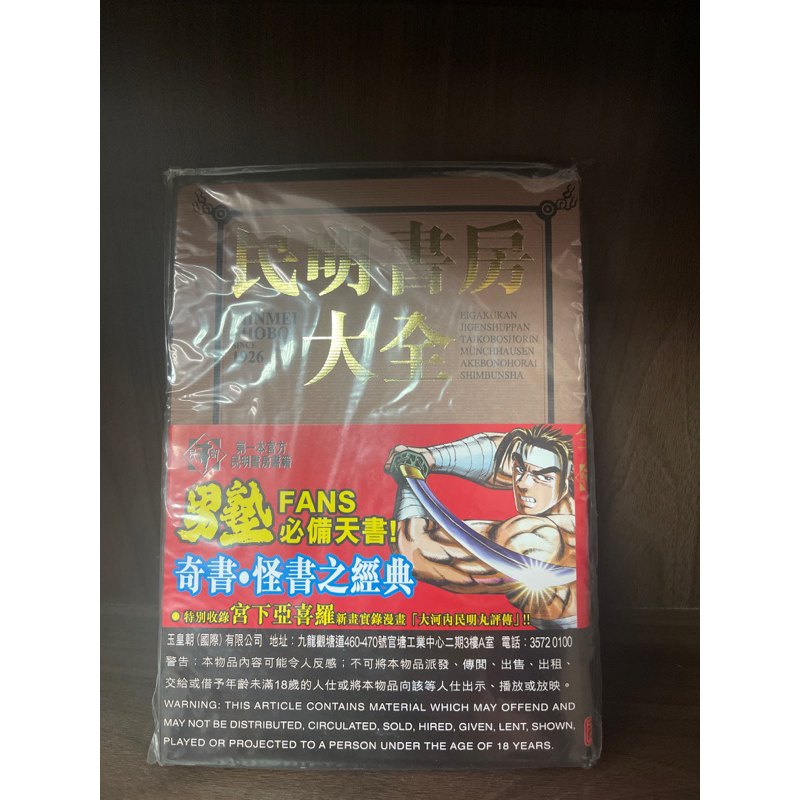 民明書房
大全
MINMEI
SHOBO
SINCE
1926
EIGAKUKAN
JIGENSHUPPAN
TAIKOBOSHORIN
MÜNCHHAUSEN
AKEBONOHORAI
SHIMBUNSHA
第一本官方
民明書房書籍
男塾 FANS
必備天書!
奇書•怪書之經典
● 特別收錄宮下亞喜羅新畫實錄漫畫「大河內民明丸評傳」!!
玉皇朝(國際)有限公司 地址:九龍觀塘道460-470號官塘工業中心二期3樓A室 電話:3572 0100
警告:本物品內容可能令人反感;不可將本物品派發、傳閱、出售、出租、
交給或借予年齡未滿18歲的人仕或將本物品向該等人仕出示、播放或放映。
WARNING: THIS ARTICLE CONTAINS MATERIAL WHICH MAY OFFEND AND
MAY NOT BE DISTRIBUTED, CIRCULATED, SOLD, HIRED, GIVEN, LENT, SHOWN,
PLAYED OR PROJECTED TO A PERSON UNDER THE AGE OF 18 YEARS.